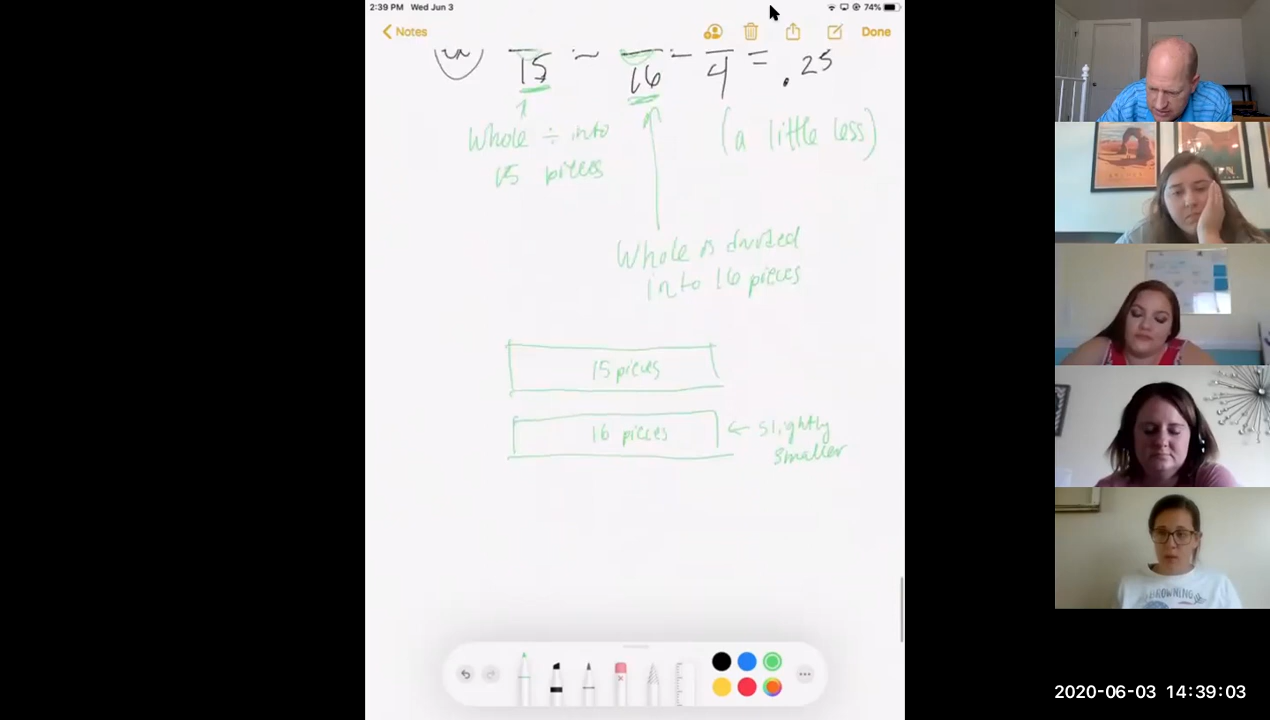 2:39 PM Wed Jun 3
74%
Notes
Done
15 ~ 16 = 4 = .25
Whole ÷ into
15 pieces
(a little less)
Whole is divided
into 16 pieces
15 pieces
16 pieces ← slightly
smaller
2020-06-03 14:39:03